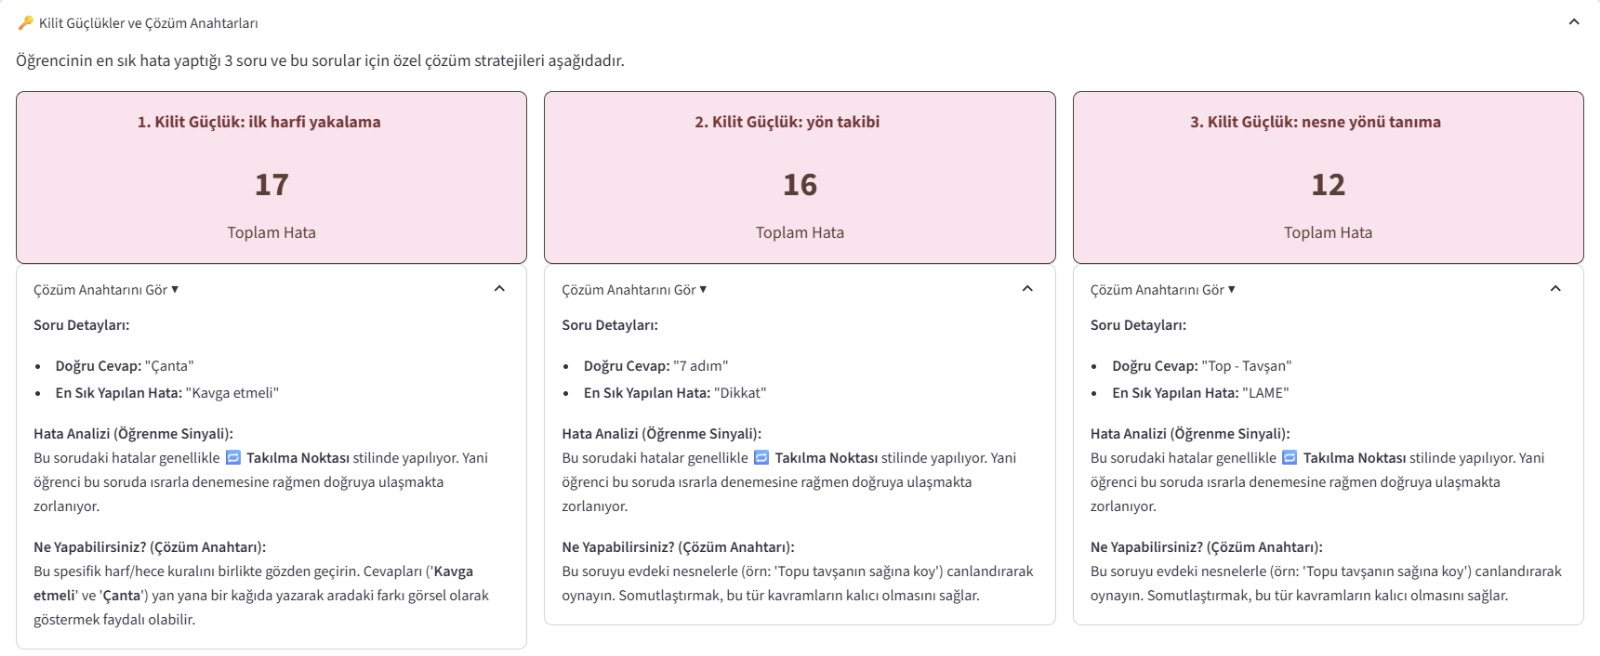 🔑 Kilit Güçlükler ve Çözüm Anahtarları
Öğrencinin en sık hata yaptığı 3 soru ve bu sorular için özel çözüm stratejileri aşağıdadır.
1. Kilit Güçlük: ilk harfi yakalama
17
Toplam Hata
Çözüm Anahtarını Gör ▼
Soru Detayları:
• Doğru Cevap: "Çanta"
• En Sık Yapılan Hata: "Kavga etmeli"
Hata Analizi (Öğrenme Sinyali):
Bu sorudaki hatalar genellikle 🔁 Takılma Noktası stilinde yapılıyor. Yani
öğrenci bu soruda ısrarla denemesine rağmen doğruya ulaşmakta
zorlanıyor.
Ne Yapabilirsiniz? (Çözüm Anahtarı):
Bu spesifik harf/hece kuralını birlikte gözden geçirin. Cevapları ('Kavga
etmeli' ve 'Çanta') yan yana bir kağıda yazarak aradaki farkı görsel olarak
göstermek faydalı olabilir.
2. Kilit Güçlük: yön takibi
16
Toplam Hata
Çözüm Anahtarını Gör ▼
Soru Detayları:
• Doğru Cevap: "7 adım"
• En Sık Yapılan Hata: "Dikkat"
Hata Analizi (Öğrenme Sinyali):
Bu sorudaki hatalar genellikle 🔁 Takılma Noktası stilinde yapılıyor. Yani
öğrenci bu soruda ısrarla denemesine rağmen doğruya ulaşmakta
zorlanıyor.
Ne Yapabilirsiniz? (Çözüm Anahtarı):
Bu soruyu evdeki nesnelerle (örn: 'Topu tavşanın sağına koy') canlandırarak
oynayın. Somutlaştırmak, bu tür kavramların kalıcı olmasını sağlar.
3. Kilit Güçlük: nesne yönü tanıma
12
Toplam Hata
Çözüm Anahtarını Gör ▼
Soru Detayları:
• Doğru Cevap: "Top - Tavşan"
• En Sık Yapılan Hata: "LAME"
Hata Analizi (Öğrenme Sinyali):
Bu sorudaki hatalar genellikle 🔁 Takılma Noktası stilinde yapılıyor. Yani
öğrenci bu soruda ısrarla denemesine rağmen doğruya ulaşmakta
zorlanıyor.
Ne Yapabilirsiniz? (Çözüm Anahtarı):
Bu soruyu evdeki nesnelerle (örn: 'Topu tavşanın sağına koy') canlandırarak
oynayın. Somutlaştırmak, bu tür kavramların kalıcı olmasını sağlar.